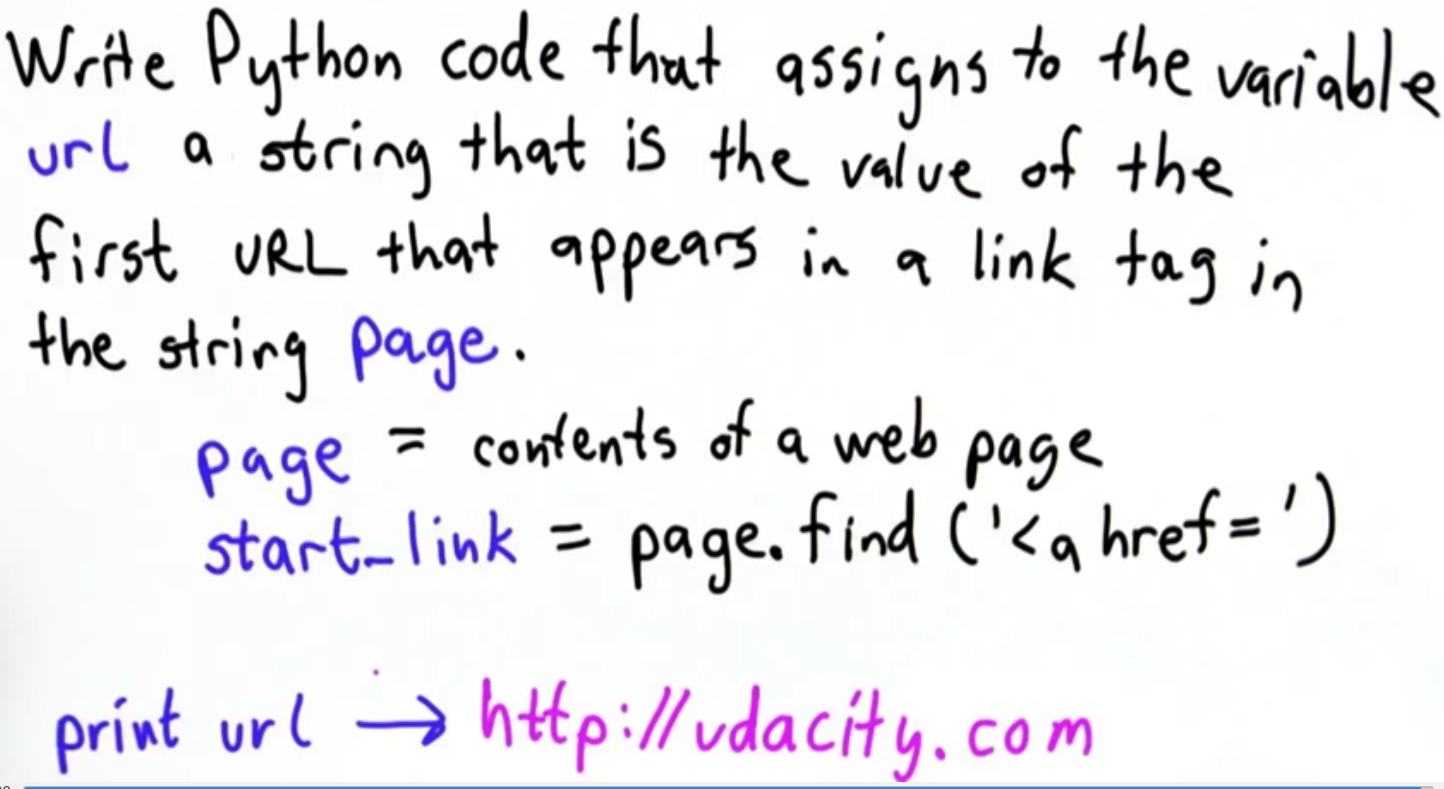 Write Python code that assigns to the variable
url a string that is the value of the
first URL that appears in a link tag in
the string page.
page = contents of a web page
start_link = page.find ('<a href=')
print url → http://udacity.com